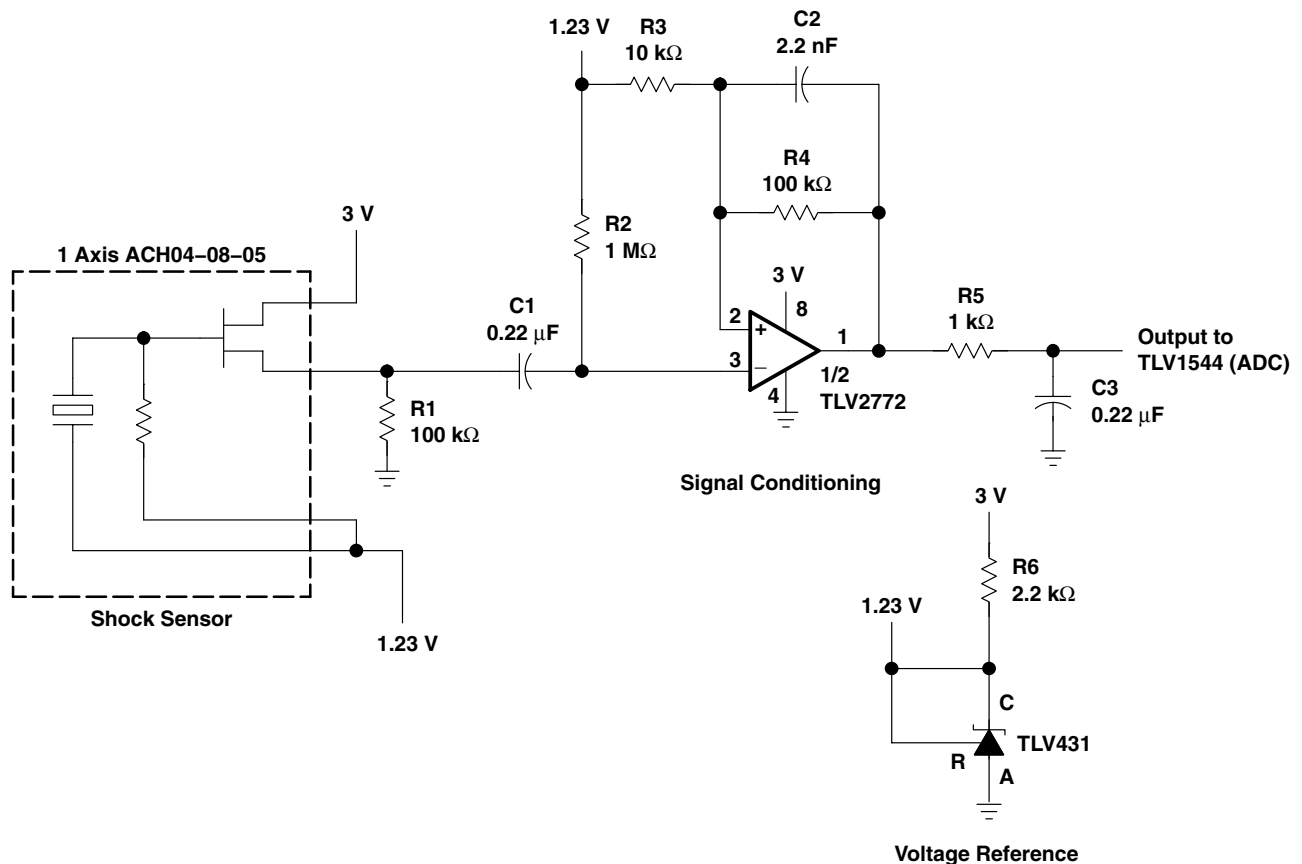 1.23 V
R3
10 kΩ
C2
2.2 nF
R4
100 kΩ
3 V
R2
1 MΩ
1 Axis ACH04−08−05
C1
0.22 μF
3 V
2
+
8
3
−
1
4
1/2
TLV2772
R5
1 kΩ
Output to
TLV1544 (ADC)
C3
0.22 μF
R1
100 kΩ
Signal Conditioning
3 V
R6
2.2 kΩ
Shock Sensor
1.23 V
1.23 V
C
TLV431
R
A
Voltage Reference